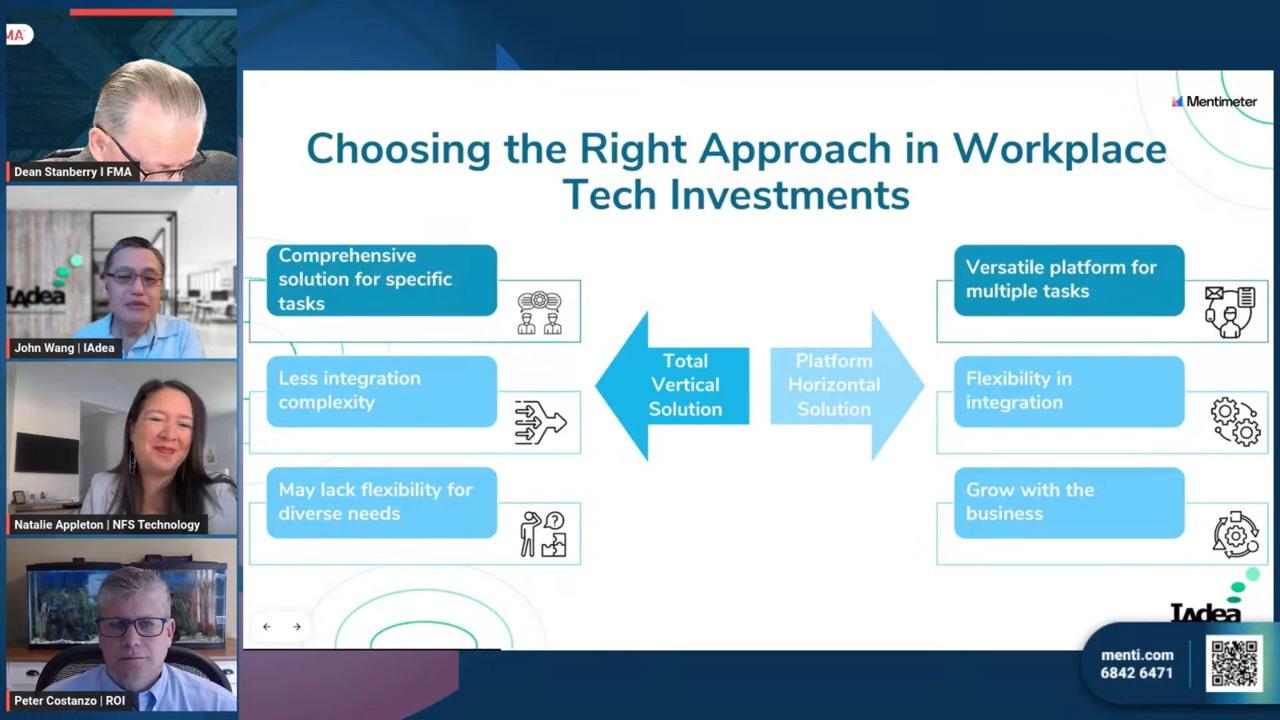 MA
Dean Stanberry I FMA
IAdea
John Wang | IAdea
Natalie Appleton | NFS Technology
Peter Costanzo | ROI
Mentimeter
Choosing the Right Approach in Workplace
Tech Investments
Comprehensive
solution for specific
tasks
Less integration
complexity
May lack flexibility for
diverse needs
Total
Vertical
Solution
Platform
Horizontal
Solution
Versatile platform for
multiple tasks
Flexibility in
integration
Grow with the
business
IAdea
menti.com
6842 6471